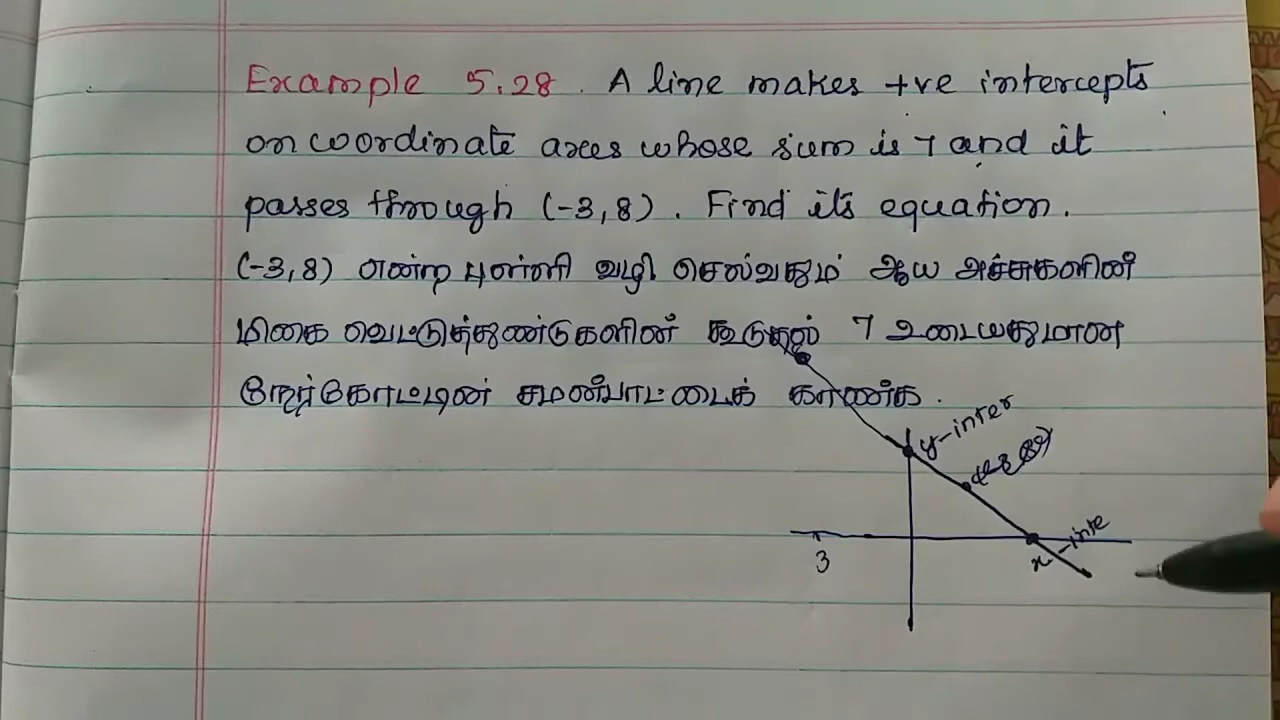 Example 5.28. A line makes +ve intercepts
on coordinate axes whose sum is 7 and it
passes through (-3,8). Find its equation.
(-3,8) என்ற புள்ளி வழி செல்வதும் ஆய அச்சுகளின்
மிகை வெட்டுத்துண்டுகளின் கூடுதல் 7 உடையதுமான
நேர்கோட்டின் சமன்பாட்டைக் காண்க.
y-inter
x-inte
3